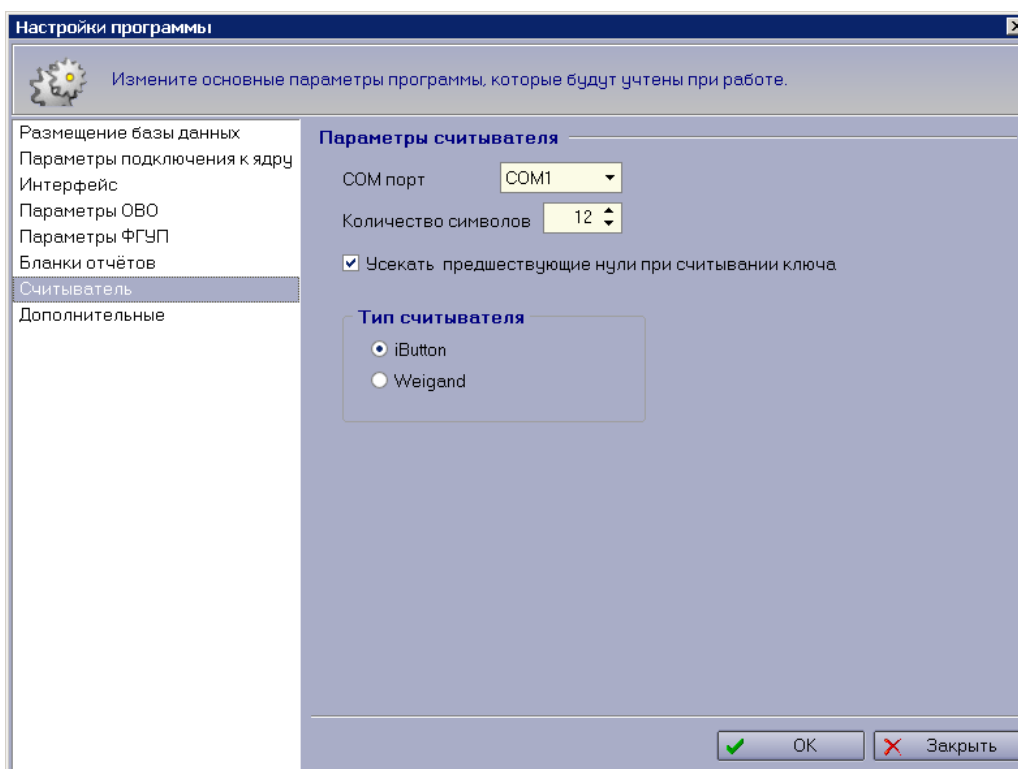 Настройки программы
Измените основные параметры программы, которые будут учтены при работе.
Размещение базы данных
Параметры подключения к ядру
Интерфейс
Параметры ОВО
Параметры ФГУП
Бланки отчётов
Считыватель
Дополнительные
Параметры считывателя
COM порт
COM1
Количество символов
12
Усекать предшествующие нули при считывании ключа
Тип считывателя
iButton
Weigand
OK
Закрыть